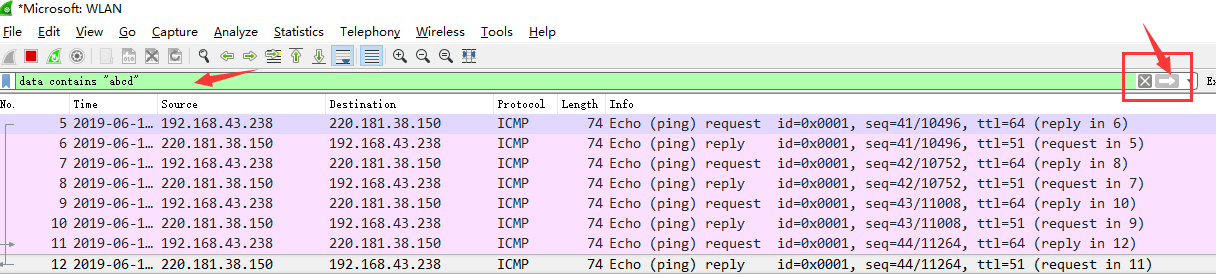 *Microsoft: WLAN
File Edit View Go Capture Analyze Statistics Telephony Wireless Tools Help
data contains "abcd" Ex
No. Time Source Destination Protocol Length Info
5 2019-06-1… 192.168.43.238 220.181.38.150 ICMP 74 Echo (ping) request id=0x0001, seq=41/10496, ttl=64 (reply in 6)
6 2019-06-1… 220.181.38.150 192.168.43.238 ICMP 74 Echo (ping) reply id=0x0001, seq=41/10496, ttl=51 (request in 5)
7 2019-06-1… 192.168.43.238 220.181.38.150 ICMP 74 Echo (ping) request id=0x0001, seq=42/10752, ttl=64 (reply in 8)
8 2019-06-1… 220.181.38.150 192.168.43.238 ICMP 74 Echo (ping) reply id=0x0001, seq=42/10752, ttl=51 (request in 7)
9 2019-06-1… 192.168.43.238 220.181.38.150 ICMP 74 Echo (ping) request id=0x0001, seq=43/11008, ttl=64 (reply in 10)
10 2019-06-1… 220.181.38.150 192.168.43.238 ICMP 74 Echo (ping) reply id=0x0001, seq=43/11008, ttl=51 (request in 9)
11 2019-06-1… 192.168.43.238 220.181.38.150 ICMP 74 Echo (ping) request id=0x0001, seq=44/11264, ttl=64 (reply in 12)
12 2019-06-1… 220.181.38.150 192.168.43.238 ICMP 74 Echo (ping) reply id=0x0001, seq=44/11264, ttl=51 (request in 11)